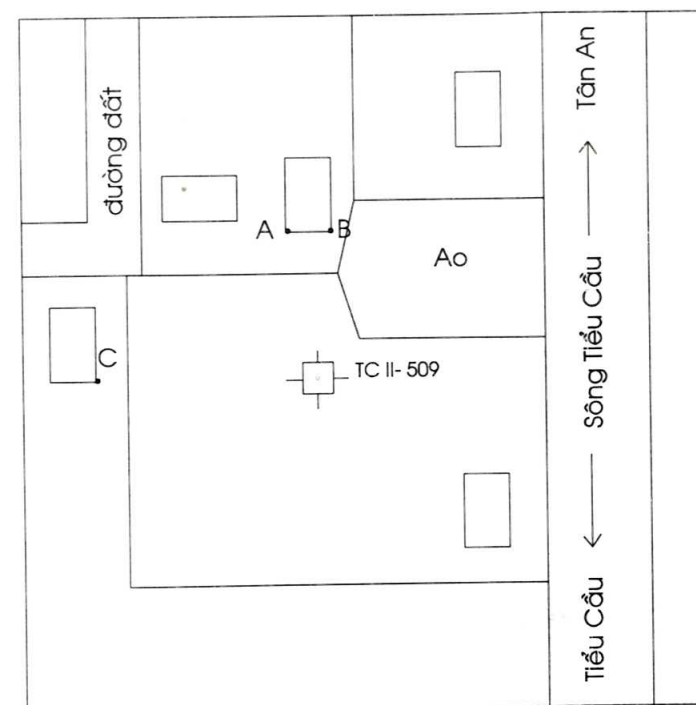 đường đất
Tân An
A
B
Ao
Sông Tiểu Cầu
C
TC II- 509
Tiểu Cầu